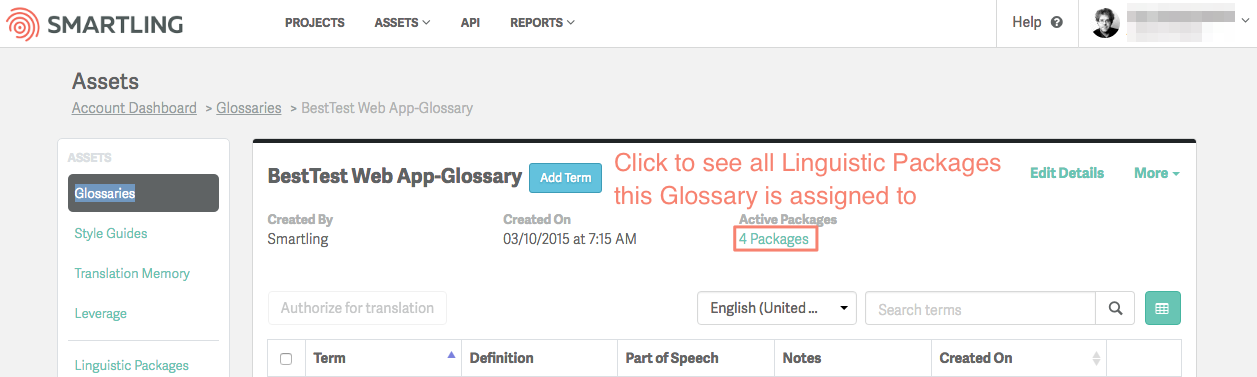 SMARTLING PROJECTS ASSETS API REPORTS Help
Assets
Account Dashboard > Glossaries > BestTest Web App-Glossary
ASSETS
Glossaries
Style Guides
Translation Memory
Leverage
Linguistic Packages
BestTest Web App-Glossary Add Term
Click to see all Linguistic Packages
this Glossary is assigned to
Edit Details More
Created By Created On Active Packages
Smartling 03/10/2015 at 7:15 AM 4 Packages
Authorize for translation English (United ... Search terms
Term Definition Part of Speech Notes Created On